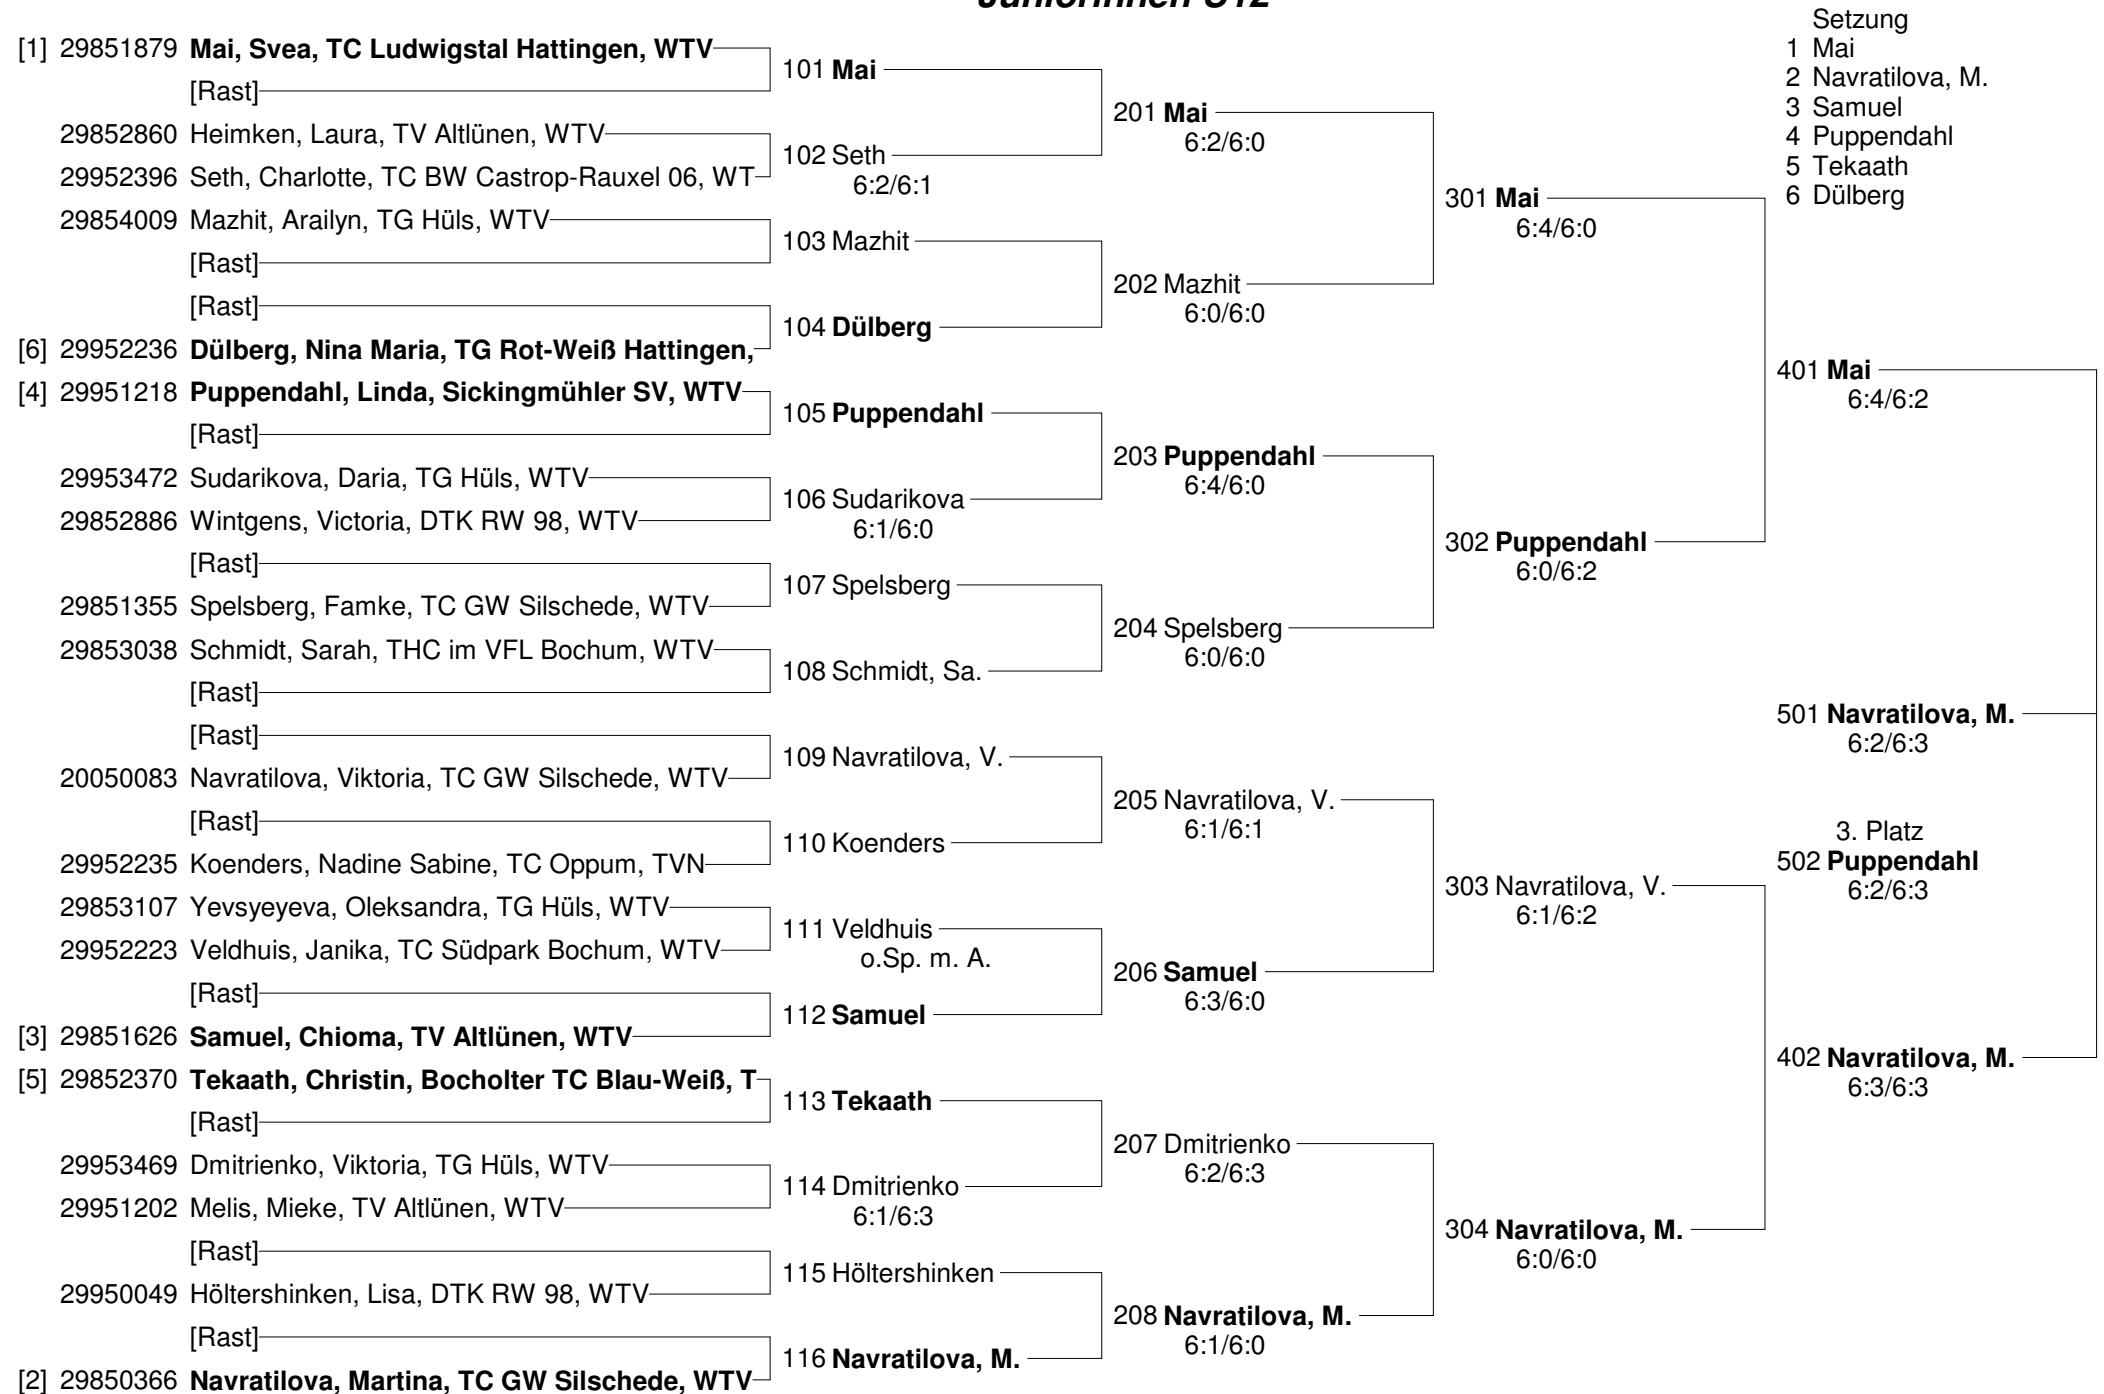 Juniorinnen U12
Setzung
1 Mai
2 Navratilova, M.
3 Samuel
4 Puppendahl
5 Tekaath
6 Dülberg
[1] 29851879 Mai, Svea, TC Ludwigstal Hattingen, WTV
[Rast]
29852860 Heimken, Laura, TV Altlünen, WTV
29952396 Seth, Charlotte, TC BW Castrop-Rauxel 06, WT
29854009 Mazhit, Arailyn, TG Hüls, WTV
[Rast]
[Rast]
[6] 29952236 Dülberg, Nina Maria, TG Rot-Weiß Hattingen,
[4] 29951218 Puppendahl, Linda, Sickingmühler SV, WTV
[Rast]
29953472 Sudarikova, Daria, TG Hüls, WTV
29852886 Wintgens, Victoria, DTK RW 98, WTV
[Rast]
29851355 Spelsberg, Famke, TC GW Silschede, WTV
29853038 Schmidt, Sarah, THC im VFL Bochum, WTV
[Rast]
[Rast]
20050083 Navratilova, Viktoria, TC GW Silschede, WTV
[Rast]
29952235 Koenders, Nadine Sabine, TC Oppum, TVN
29853107 Yevsyeyeva, Oleksandra, TG Hüls, WTV
29952223 Veldhuis, Janika, TC Südpark Bochum, WTV
[Rast]
[3] 29851626 Samuel, Chioma, TV Altlünen, WTV
[5] 29852370 Tekaath, Christin, Bocholter TC Blau-Weiß, T
[Rast]
29953469 Dmitrienko, Viktoria, TG Hüls, WTV
29951202 Melis, Mieke, TV Altlünen, WTV
[Rast]
29950049 Höltershinken, Lisa, DTK RW 98, WTV
[Rast]
[2] 29850366 Navratilova, Martina, TC GW Silschede, WTV
101 Mai
102 Seth
6:2/6:1
103 Mazhit
104 Dülberg
105 Puppendahl
106 Sudarikova
6:1/6:0
107 Spelsberg
108 Schmidt, Sa.
109 Navratilova, V.
110 Koenders
111 Veldhuis
o.Sp. m. A.
112 Samuel
113 Tekaath
114 Dmitrienko
6:1/6:3
115 Höltershinken
116 Navratilova, M.
201 Mai
6:2/6:0
202 Mazhit
6:0/6:0
203 Puppendahl
6:4/6:0
204 Spelsberg
6:0/6:0
205 Navratilova, V.
6:1/6:1
206 Samuel
6:3/6:0
207 Dmitrienko
6:2/6:3
208 Navratilova, M.
6:1/6:0
301 Mai
6:4/6:0
302 Puppendahl
6:0/6:2
303 Navratilova, V.
6:1/6:2
304 Navratilova, M.
6:0/6:0
401 Mai
6:4/6:2
501 Navratilova, M.
6:2/6:3
3. Platz
502 Puppendahl
6:2/6:3
402 Navratilova, M.
6:3/6:3